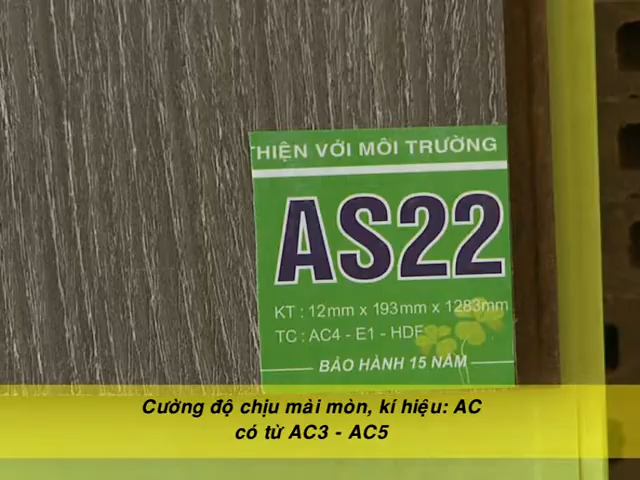 THIỆN VỚI MÔI TRƯỜNG
AS22
KT : 12mm x 193mm x 1283mm
TC : AC4 - E1 - HDF
BẢO HÀNH 15 NĂM
Cường độ chịu mài mòn, kí hiệu: AC
có từ AC3 - AC5